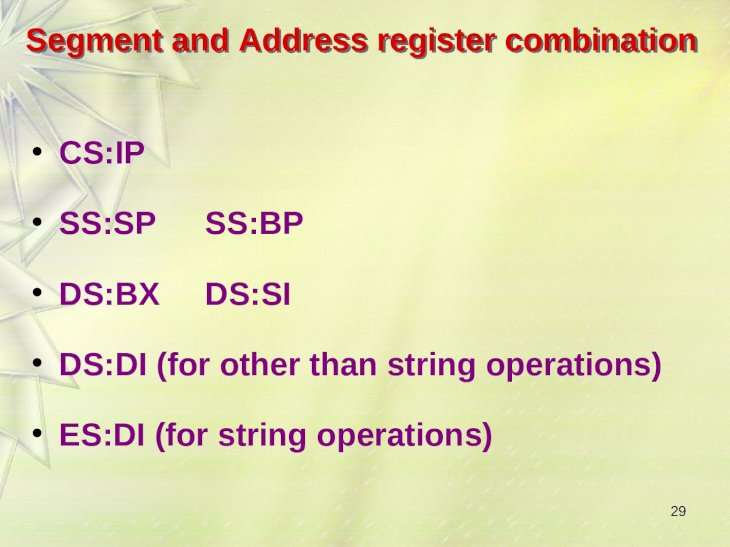 Segment and Address register combination
• CS:IP
• SS:SP SS:BP
• DS:BX DS:SI
• DS:DI (for other than string operations)
• ES:DI (for string operations)
29